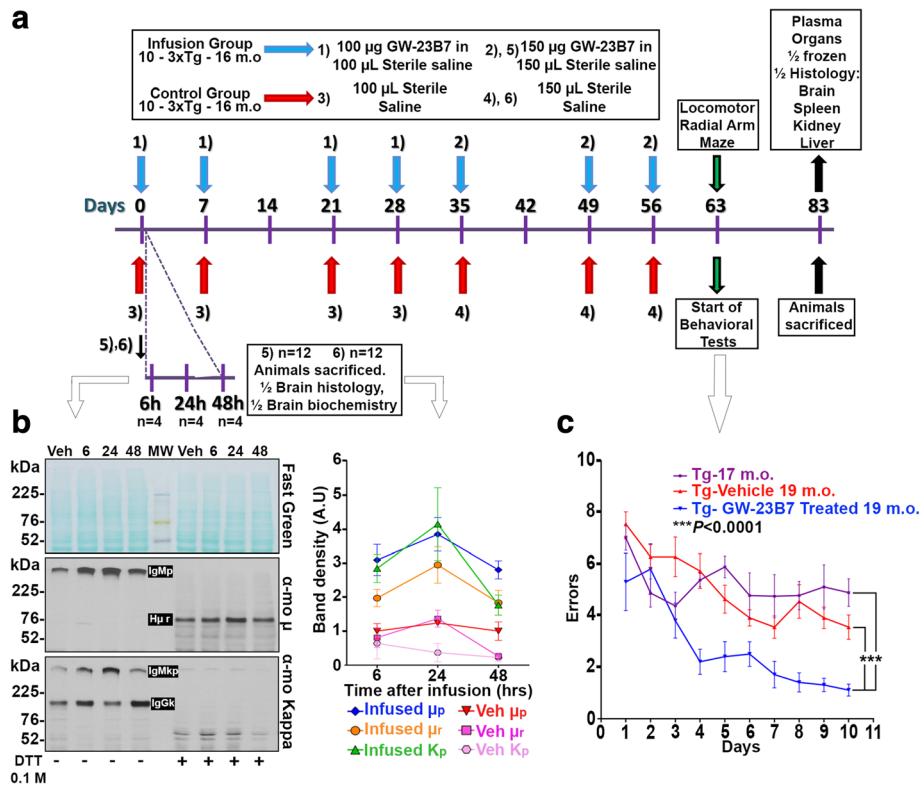 a
Infusion Group
10 - 3xTg - 16 m.o
1) 100 µg GW-23B7 in
100 µL Sterile saline
2), 5) 150 µg GW-23B7 in
150 µL Sterile saline
Control Group
10 - 3xTg - 16 m.o
3) 100 µL Sterile
Saline
4), 6) 150 µL Sterile
Saline
Locomotor
Radial Arm
Maze
Plasma
Organs
½ frozen
½ Histology:
Brain
Spleen
Kidney
Liver
1) 1) 1) 1) 2) 2) 2)
Days 0 7 14 21 28 35 42 49 56 63 83
3) 3) 3) 3) 4) 4) 4)
Start of
Behavioral
Tests
Animals
sacrificed
5),6)
6h 24h 48h
n=4 n=4 n=4
5) n=12 6) n=12
Animals sacrificed.
½ Brain histology,
½ Brain biochemistry
b
Veh 6 24 48 MW Veh 6 24 48
kDa
225-
76-
52-
Fast Green
kDa
225-
76-
52-
IgMp
Hµ r
α-mo µ
kDa
225-
76-
52-
IgMkp
IgGk
α-mo Kappa
DTT - - - - + + + +
0.1 M
Band density (A.U)
6
5
4
3
2
1
0
6 24 48
Time after infusion (hrs)
Infused µp
Veh µp
Infused µr
Veh µr
Infused Kp
Veh Kp
c
Errors
10
8
6
4
2
0
0 1 2 3 4 5 6 7 8 9 10 11
Days
Tg-17 m.o.
Tg-Vehicle 19 m.o.
Tg- GW-23B7 Treated 19 m.o.
***P<0.0001
***